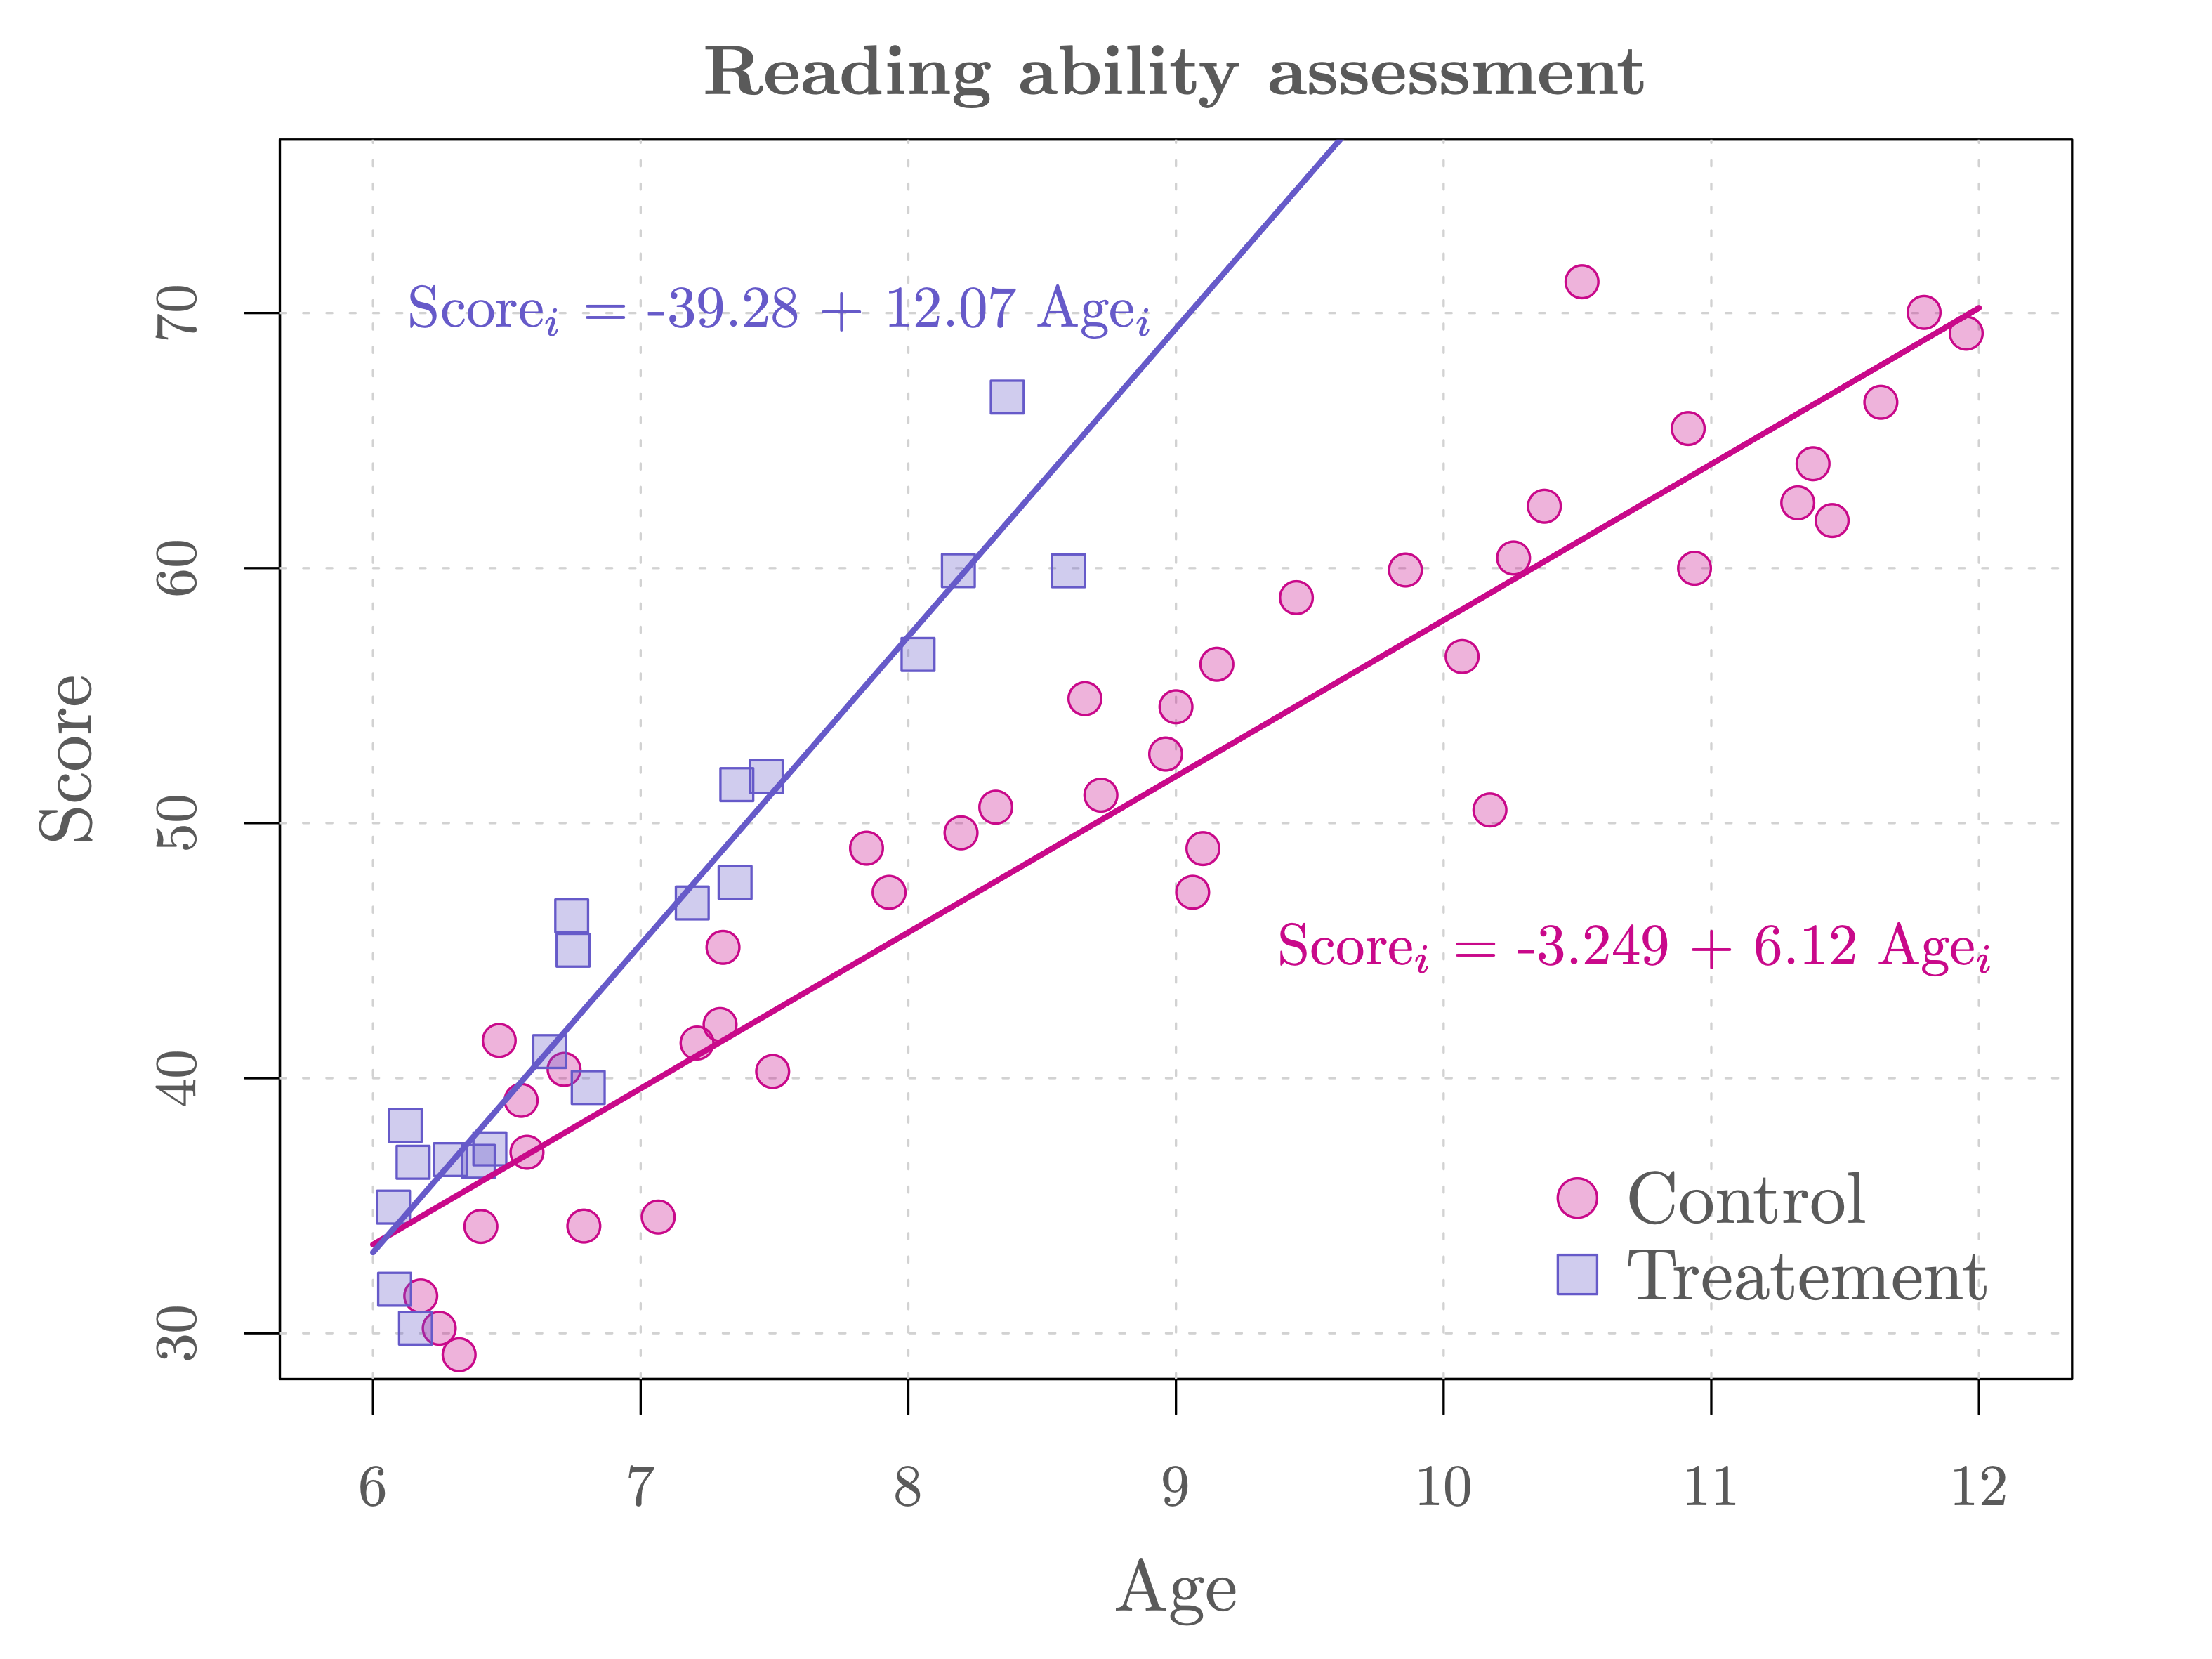 Reading ability assessment
Score
70
60
50
40
30
Scoreᵢ = -39.28 + 12.07 Ageᵢ
Scoreᵢ = -3.249 + 6.12 Ageᵢ
Control
Treatement
6 7 8 9 10 11 12
Age